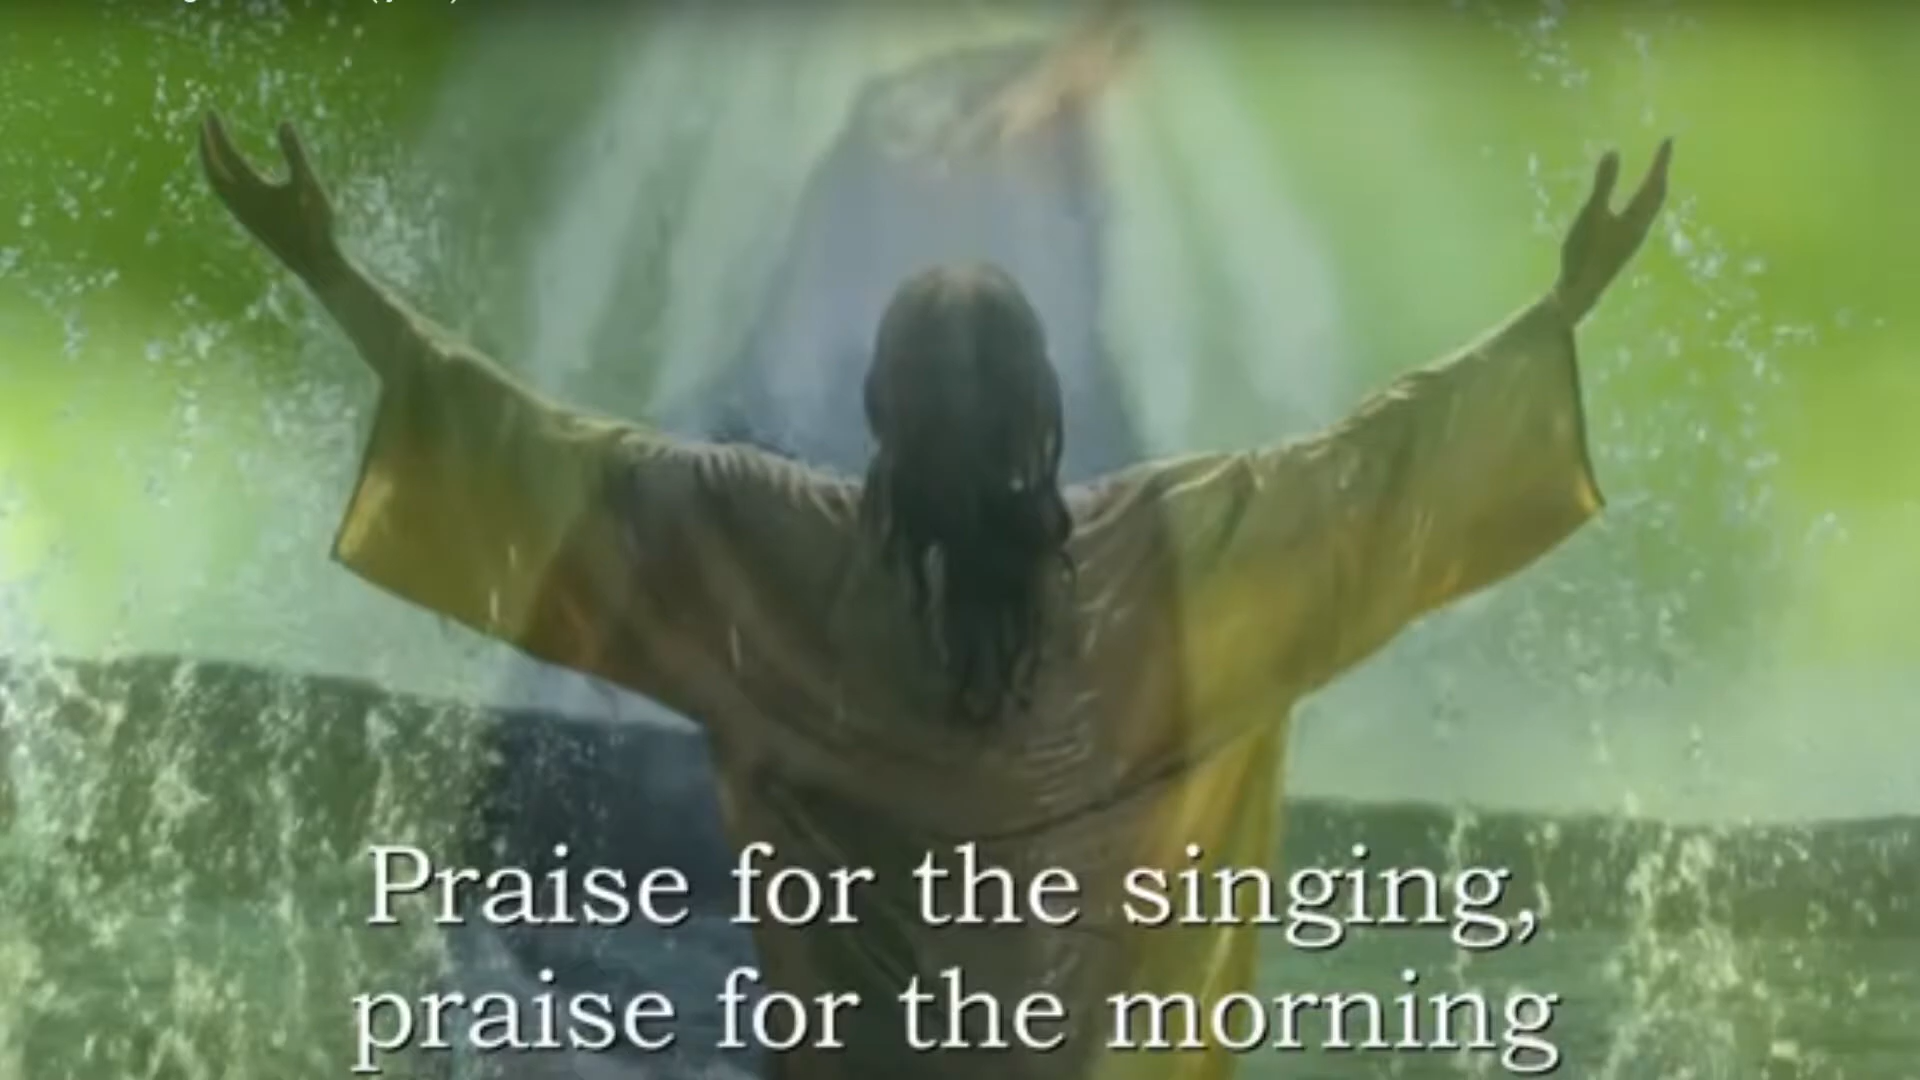 Praise for the singing,
praise for the morning